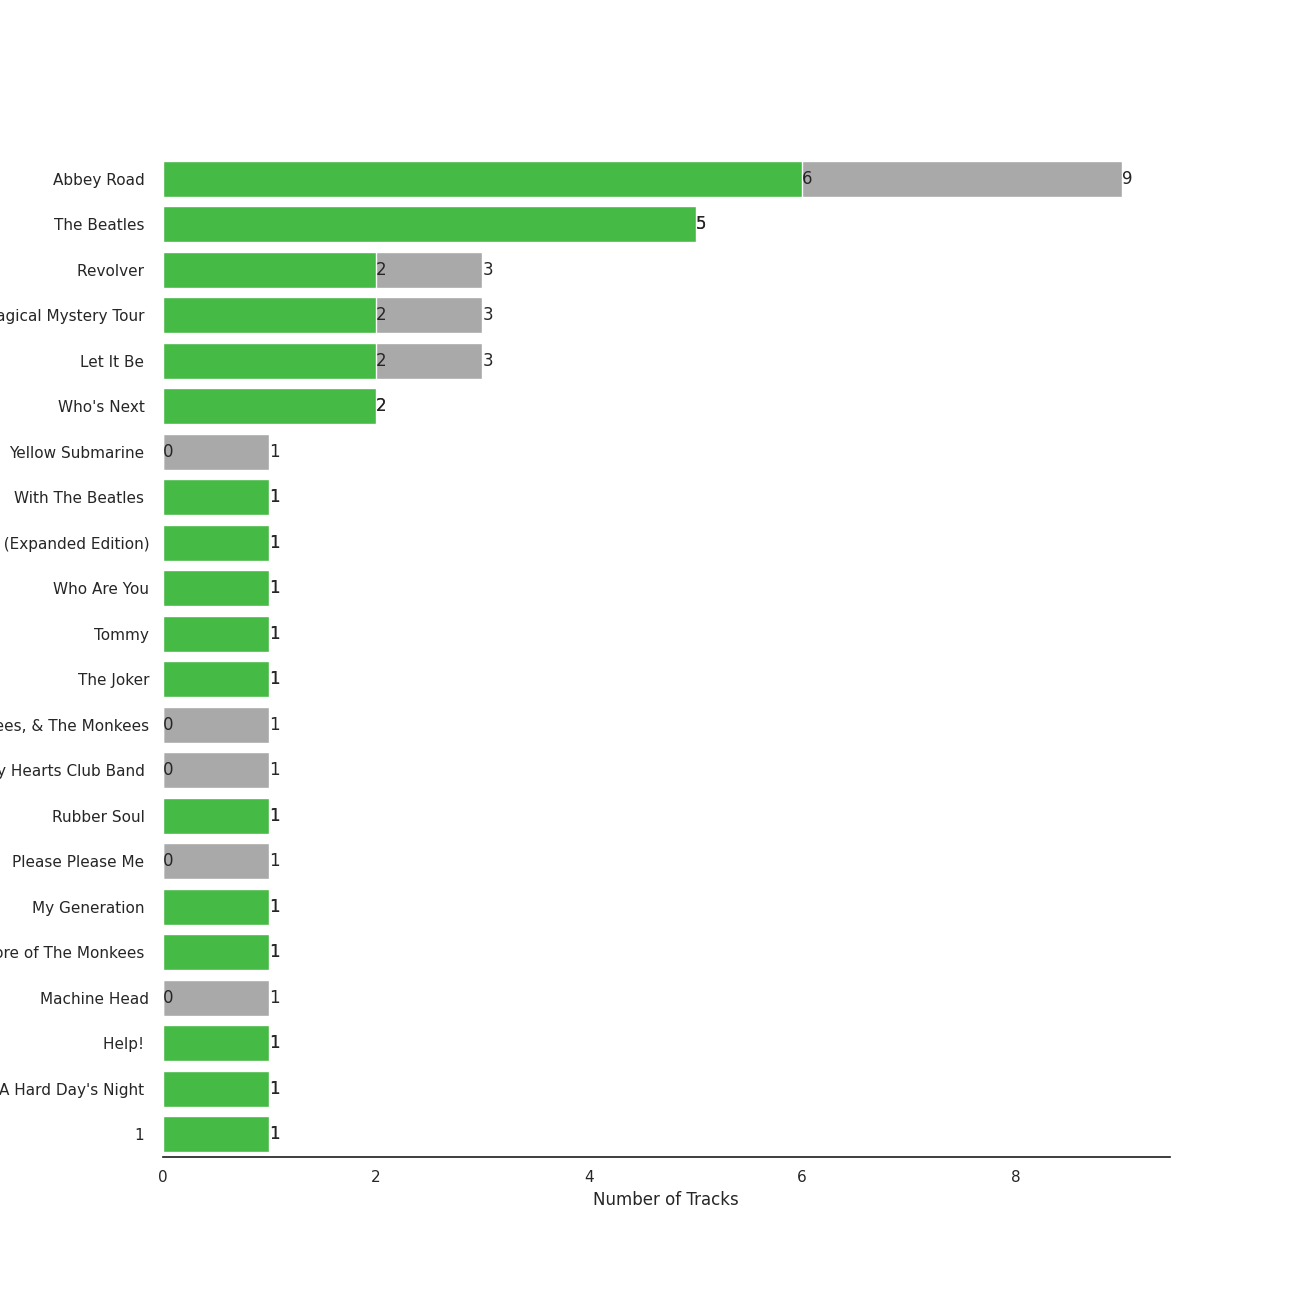 Abbey Road 6 9
The Beatles 5
Revolver 2 3
agical Mystery Tour 2 3
Let It Be 2 3
Who's Next 2
Yellow Submarine 0 1
With The Beatles 1
(Expanded Edition) 1
Who Are You 1
Tommy 1
The Joker 1
ees, & The Monkees 0 1
y Hearts Club Band 0 1
Rubber Soul 1
Please Please Me 0 1
My Generation 1
ore of The Monkees 1
Machine Head 0 1
Help! 1
A Hard Day's Night 1
1 1
0 2 4 6 8
Number of Tracks